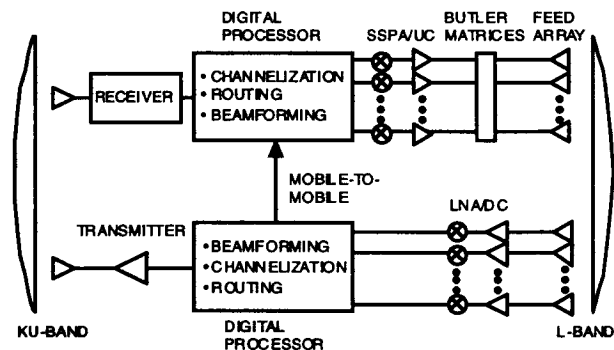 DIGITAL
PROCESSOR
SSPA/UC
BUTLER
MATRICES
FEED
ARRAY
RECEIVER
• CHANNELIZATION
• ROUTING
• BEAMFORMING
MOBILE-TO-
MOBILE
LNA/DC
TRANSMITTER
• BEAMFORMING
• CHANNELIZATION
• ROUTING
KU-BAND
DIGITAL
PROCESSOR
L-BAND